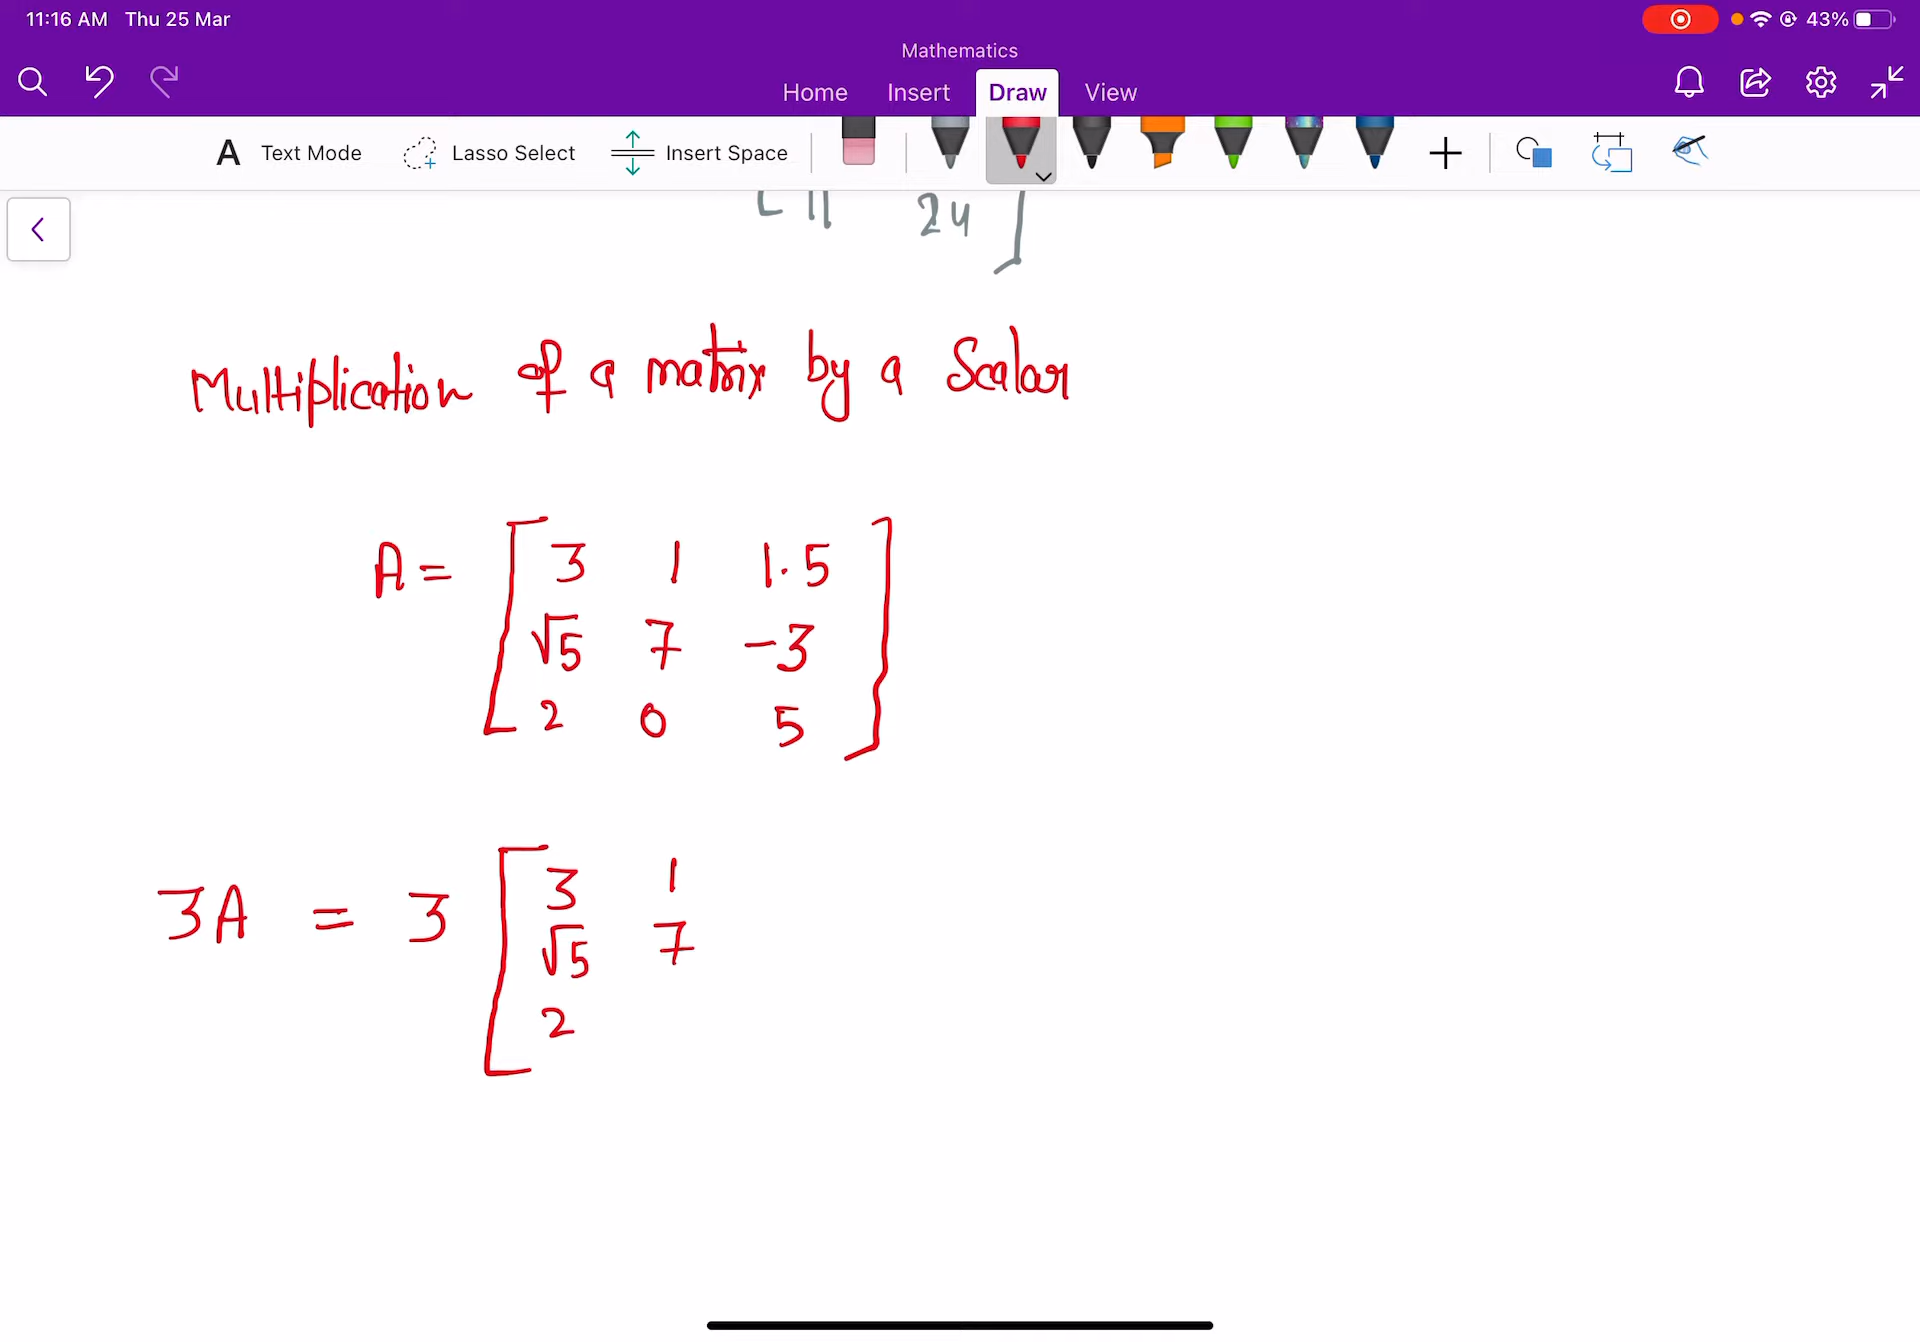 11:16 AM Thu 25 Mar 43%
Mathematics
Home Insert Draw View
A Text Mode Lasso Select Insert Space
11 24
Multiplication of a matrix by a Scalar
A = [ 3 1 1.5
√5 7 -3
2 0 5 ]
3A = 3 [ 3 1
√5 7
2